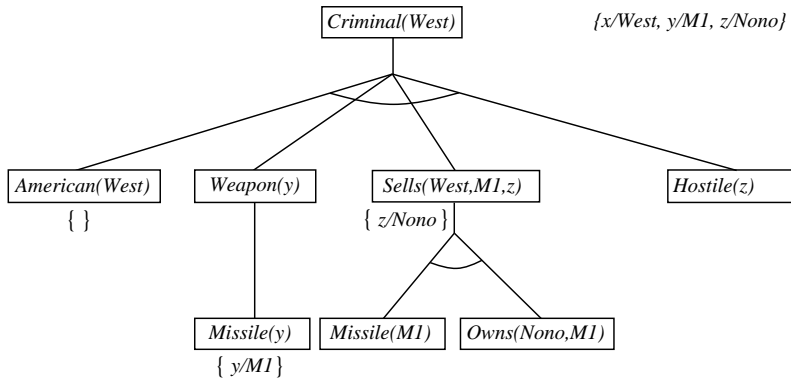 Criminal(West)
{x/West, y/M1, z/Nono}
American(West)
Weapon(y)
Sells(West,M1,z)
Hostile(z)
{ }
{ z/Nono }
Missile(y)
Missile(M1)
Owns(Nono,M1)
{ y/M1}